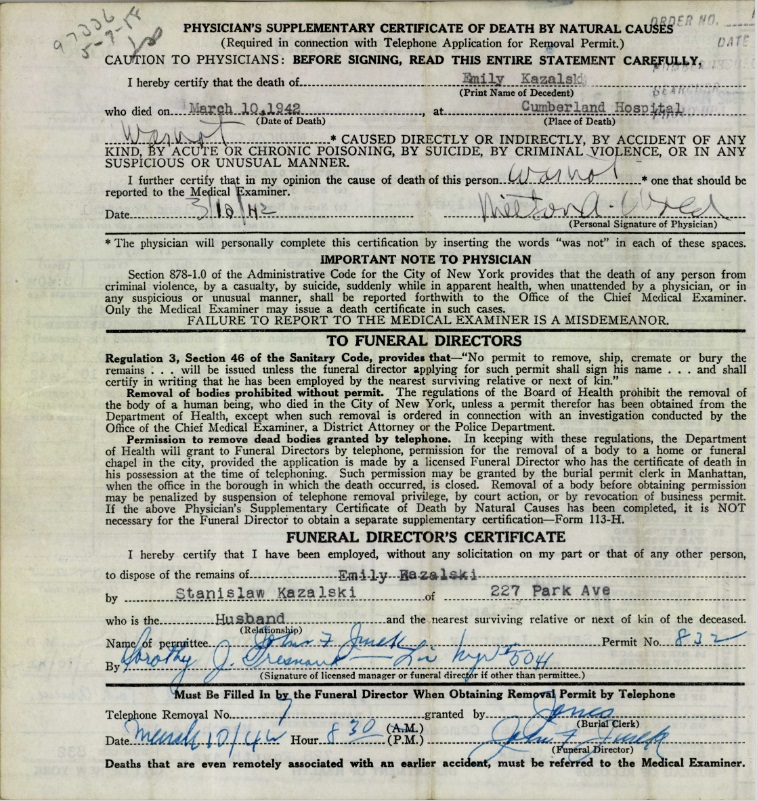 97336
5-7-58
ORDER NO.
DATE
PHYSICIAN'S SUPPLEMENTARY CERTIFICATE OF DEATH BY NATURAL CAUSES
(Required in connection with Telephone Application for Removal Permit.)
CAUTION TO PHYSICIANS: BEFORE SIGNING, READ THIS ENTIRE STATEMENT CAREFULLY.
I hereby certify that the death of Emily Kazalski
(Print Name of Decedent)
who died on March 10,1942, at Cumberland Hospital
(Date of Death) (Place of Death)
was not * CAUSED DIRECTLY OR INDIRECTLY, BY ACCIDENT OF ANY
KIND, BY ACUTE OR CHRONIC POISONING, BY SUICIDE, BY CRIMINAL VIOLENCE, OR IN ANY
SUSPICIOUS OR UNUSUAL MANNER.
I further certify that in my opinion the cause of death of this person was not * one that should be
reported to the Medical Examiner.
Date 3/10/42 Milton A.
(Personal Signature of Physician)
* The physician will personally complete this certification by inserting the words "was not" in each of these spaces.
IMPORTANT NOTE TO PHYSICIAN
Section 878-1.0 of the Administrative Code for the City of New York provides that the death of any person from
criminal violence, by a casualty, by suicide, suddenly while in apparent health, when unattended by a physician, or in
any suspicious or unusual manner, shall be reported forthwith to the Office of the Chief Medical Examiner.
Only the Medical Examiner may issue a death certificate in such cases.
FAILURE TO REPORT TO THE MEDICAL EXAMINER IS A MISDEMEANOR.
TO FUNERAL DIRECTORS
Regulation 3, Section 46 of the Sanitary Code, provides that—"No permit to remove, ship, cremate or bury the
remains . . . will be issued unless the funeral director applying for such permit shall sign his name . . . and shall
certify in writing that he has been employed by the nearest surviving relative or next of kin."
Removal of bodies prohibited without permit. The regulations of the Board of Health prohibit the removal of
the body of a human being, who died in the City of New York, unless a permit therefor has been obtained from the
Department of Health, except when such removal is ordered in connection with an investigation conducted by the
Office of the Chief Medical Examiner, a District Attorney or the Police Department.
Permission to remove dead bodies granted by telephone. In keeping with these regulations, the Department
of Health will grant to Funeral Directors by telephone, permission for the removal of a body to a home or funeral
chapel in the city, provided the application is made by a licensed Funeral Director who has the certificate of death in
his possession at the time of telephoning. Such permission may be granted by the burial permit clerk in Manhattan,
when the office in the borough in which the death occurred, is closed. Removal of a body before obtaining permission
may be penalized by suspension of telephone removal privilege, by court action, or by revocation of business permit.
If the above Physician's Supplementary Certificate of Death by Natural Causes has been completed, it is NOT
necessary for the Funeral Director to obtain a separate supplementary certification—Form 113-H.
FUNERAL DIRECTOR'S CERTIFICATE
I hereby certify that I have been employed, without any solicitation on my part or that of any other person,
to dispose of the remains of Emily Kazalski
by Stanislaw Kazalski of 227 Park Ave
who is the Husband and the nearest surviving relative or next of kin of the deceased.
(Relationship)
Name of permittee John F Permit No. 832
By Dorothy J. 5041
(Signature of licensed manager or funeral director if other than permittee.)
Must Be Filled In by the Funeral Director When Obtaining Removal Permit by Telephone
Telephone Removal No. 7 granted by Jones
(Burial Clerk)
Date March 10/42 Hour 8 30 (A.M.) (P.M.) John F
(Funeral Director)
Deaths that are even remotely associated with an earlier accident, must be referred to the Medical Examiner.